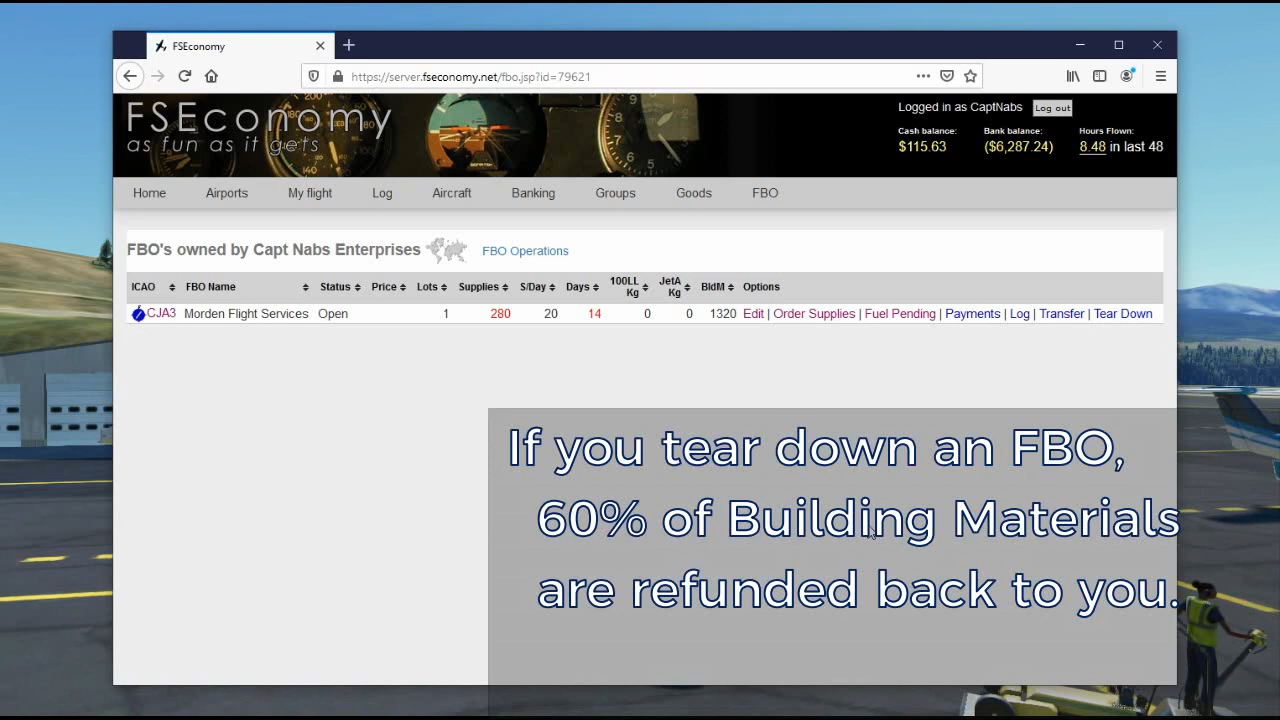 FSEconomy
https://server.fseconomy.net/fbo.jsp?id=79621
FSEconomy
as fun as it gets
Logged in as CaptNabs Log out
Cash balance: Bank balance: Hours Flown:
$115.63 ($6,287.24) 8.48 in last 48
Home Airports My flight Log Aircraft Banking Groups Goods FBO
FBO's owned by Capt Nabs Enterprises FBO Operations
ICAO FBO Name Status Price Lots Supplies S/Day Days 100LL Kg JetA Kg BldM Options
CJA3 Morden Flight Services Open 1 280 20 14 0 0 1320 Edit | Order Supplies | Fuel Pending | Payments | Log | Transfer | Tear Down
If you tear down an FBO,
60% of Building Materials
are refunded back to you.